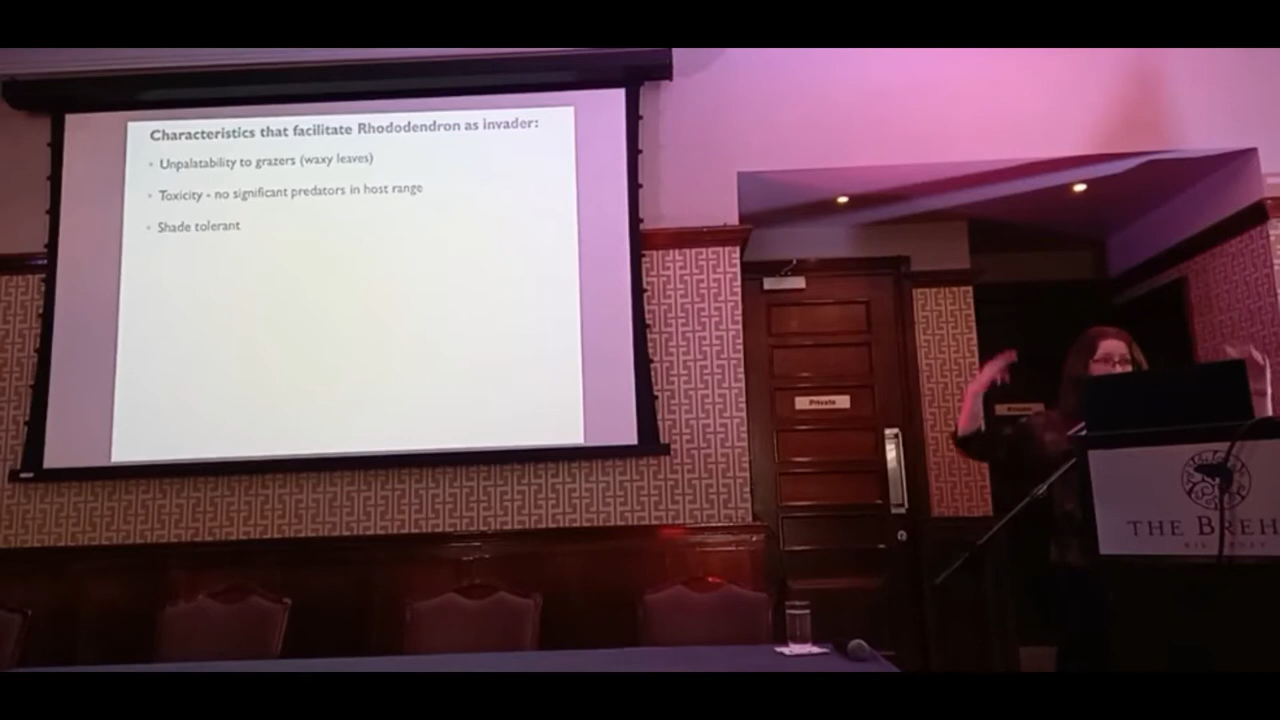 Characteristics that facilitate Rhododendron as invader:
• Unpalatability to grazers (waxy leaves)
• Toxicity - no significant predators in host range
• Shade tolerant
Private
THE BREH